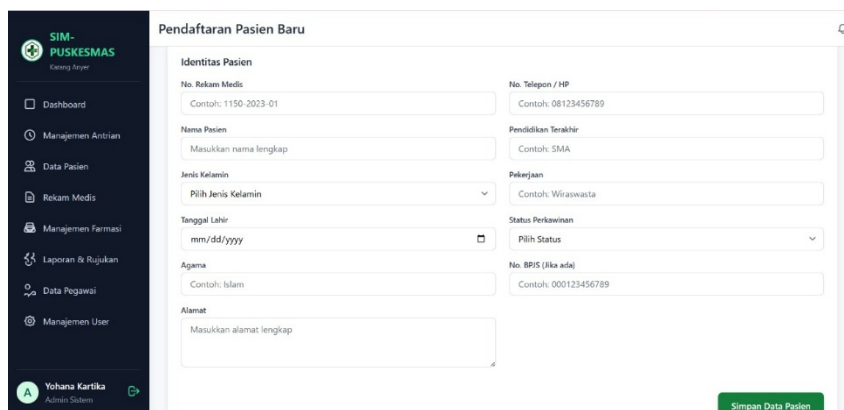 SIM-
PUSKESMAS
Karang Anyer
Dashboard
Manajemen Antrian
Data Pasien
Rekam Medis
Manajemen Farmasi
Laporan & Rujukan
Data Pegawai
Manajemen User
A
Yohana Kartika
Admin Sistem
Pendaftaran Pasien Baru
Identitas Pasien
No. Rekam Medis
Contoh: 1150-2023-01
No. Telepon / HP
Contoh: 08123456789
Nama Pasien
Masukkan nama lengkap
Pendidikan Terakhir
Contoh: SMA
Jenis Kelamin
Pilih Jenis Kelamin
Pekerjaan
Contoh: Wiraswasta
Tanggal Lahir
mm/dd/yyyy
Status Perkawinan
Pilih Status
Agama
Contoh: Islam
No. BPJS (Jika ada)
Contoh: 000123456789
Alamat
Masukkan alamat lengkap
Simpan Data Pasien